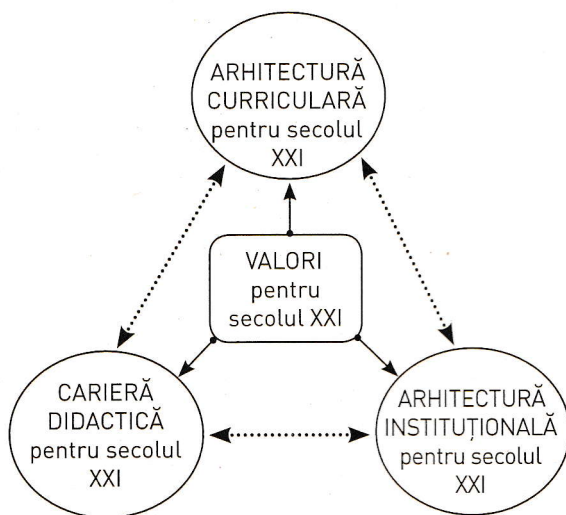 ARHITECTURĂ
CURRICULARĂ
pentru secolul
XXI
VALORI
pentru
secolul XXI
CARIERĂ
DIDACTICĂ
pentru secolul
XXI
ARHITECTURĂ
INSTITUȚIONALĂ
pentru secolul
XXI